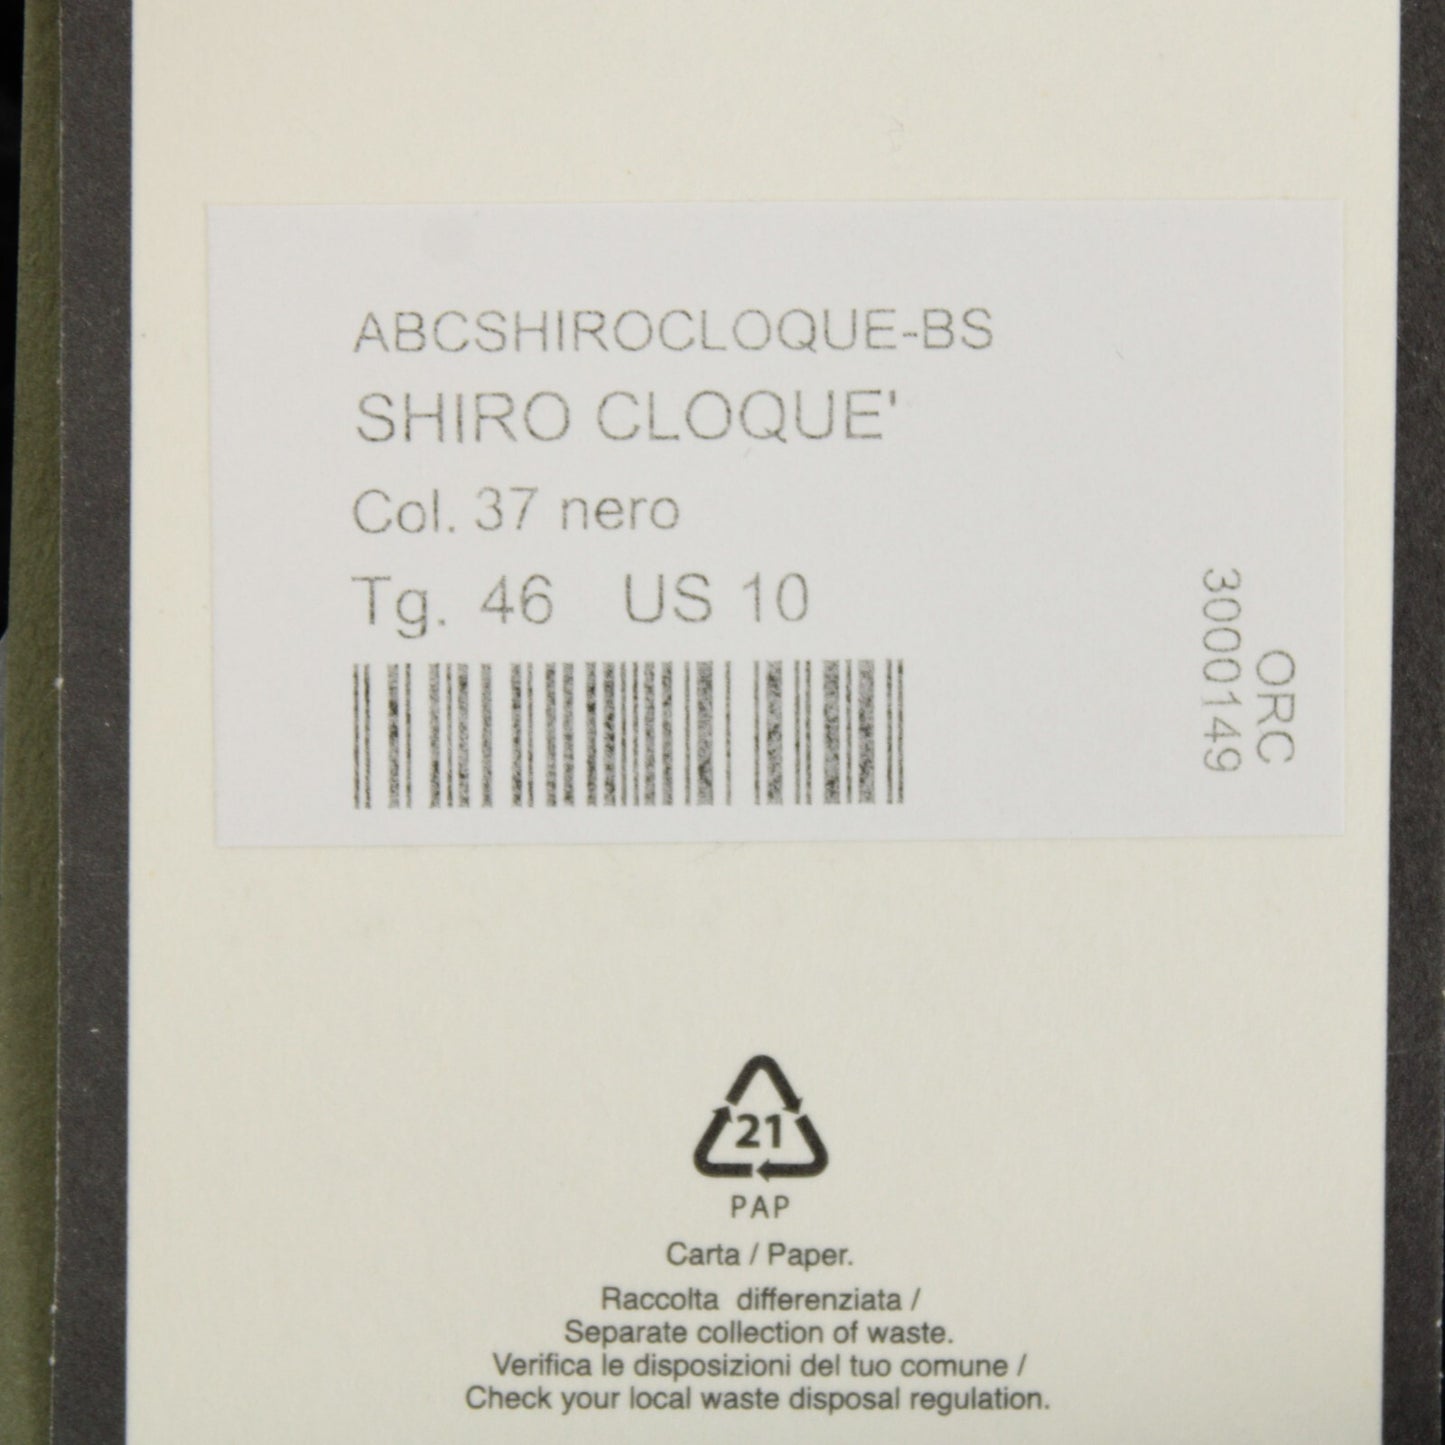 ABCSHIROCLOQUE-BS
SHIRO CLOQUE'
Col. 37 nero
Tg. 46 US 10
ORC
3000149
21
PAP
Carta / Paper.
Raccolta differenziata /
Separate collection of waste.
Verifica le disposizioni del tuo comune /
Check your local waste disposal regulation.